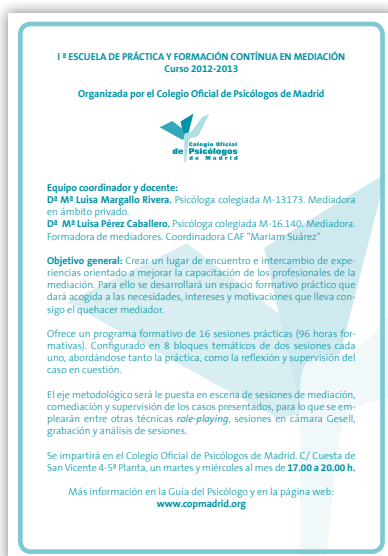 I ª ESCUELA DE PRÁCTICA Y FORMACIÓN CONTÍNUA EN MEDIACIÓN
Curso 2012-2013
Organizada por el Colegio Oficial de Psicólogos de Madrid
Colegio Oficial
de Psicólogos
de Madrid
Equipo coordinador y docente:
Dª Mª Luisa Margallo Rivera. Psicóloga colegiada M-13173. Mediadora
en ámbito privado.
Dª Mª Luisa Pérez Caballero. Psicóloga colegiada M-16.140. Mediadora.
Formadora de mediadores. Coordinadora CAF "Mariam Suárez"
Objetivo general: Crear un lugar de encuentro e intercambio de expe-
riencias orientado a mejorar la capacitación de los profesionales de la
mediación. Para ello se desarrollará un espacio formativo práctico que
dará acogida a las necesidades, intereses y motivaciones que lleva con-
sigo el quehacer mediador.
Ofrece un programa formativo de 16 sesiones prácticas (96 horas for-
mativas). Configurado en 8 bloques temáticos de dos sesiones cada
uno, abordándose tanto la práctica, como la reflexión y supervisión del
caso en cuestión.
El eje metodológico será le puesta en escena de sesiones de mediación,
comediación y supervisión de los casos presentados, para lo que se em-
plearán entre otras técnicas role-playing, sesiones en cámara Gesell,
grabación y análisis de sesiones.
Se impartirá en el Colegio Oficial de Psicólogos de Madrid. C/ Cuesta de
San Vicente 4-5ª Planta, un martes y miércoles al mes de 17.00 a 20.00 h.
Más información en la Guía del Psicólogo y en la página web:
www.copmadrid.org